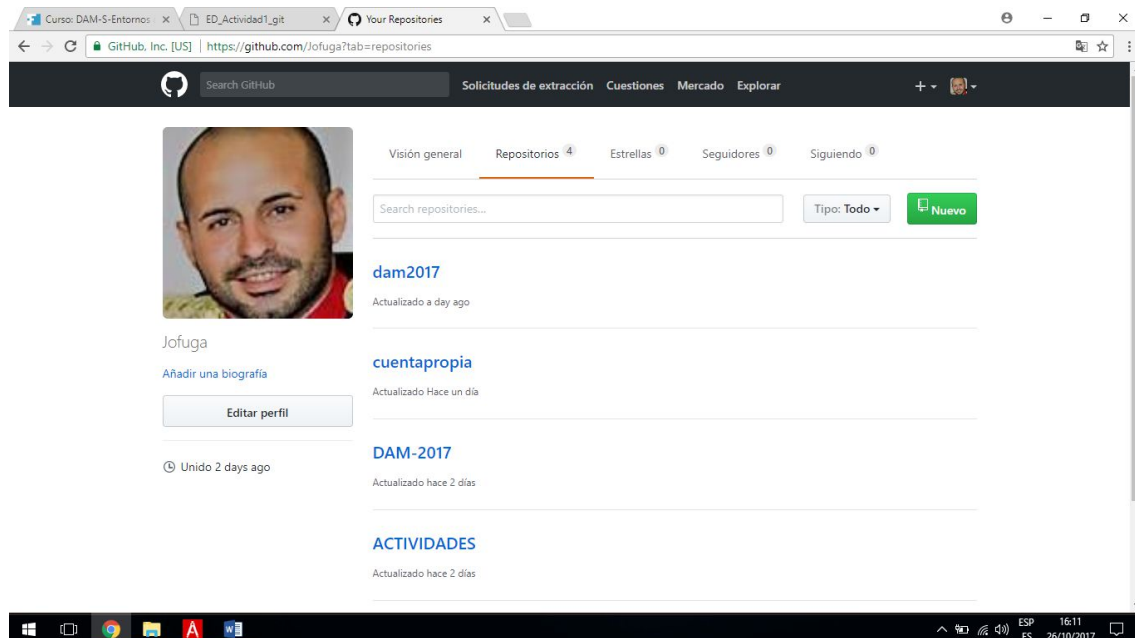 Curso: DAM-S-Entornos
ED_Actividad1_git
Your Repositories
GitHub, Inc. [US] | https://github.com/Jofuga?tab=repositories
Search GitHub
Solicitudes de extracción Cuestiones Mercado Explorar
Visión general Repositorios 4 Estrellas 0 Seguidores 0 Siguiendo 0
Search repositories...
Tipo: Todo
Nuevo
dam2017
Actualizado a day ago
Jofuga
Añadir una biografía
Editar perfil
Unido 2 days ago
cuentapropia
Actualizado Hace un día
DAM-2017
Actualizado hace 2 días
ACTIVIDADES
Actualizado hace 2 días
ESP
ES
16:11
26/10/2017